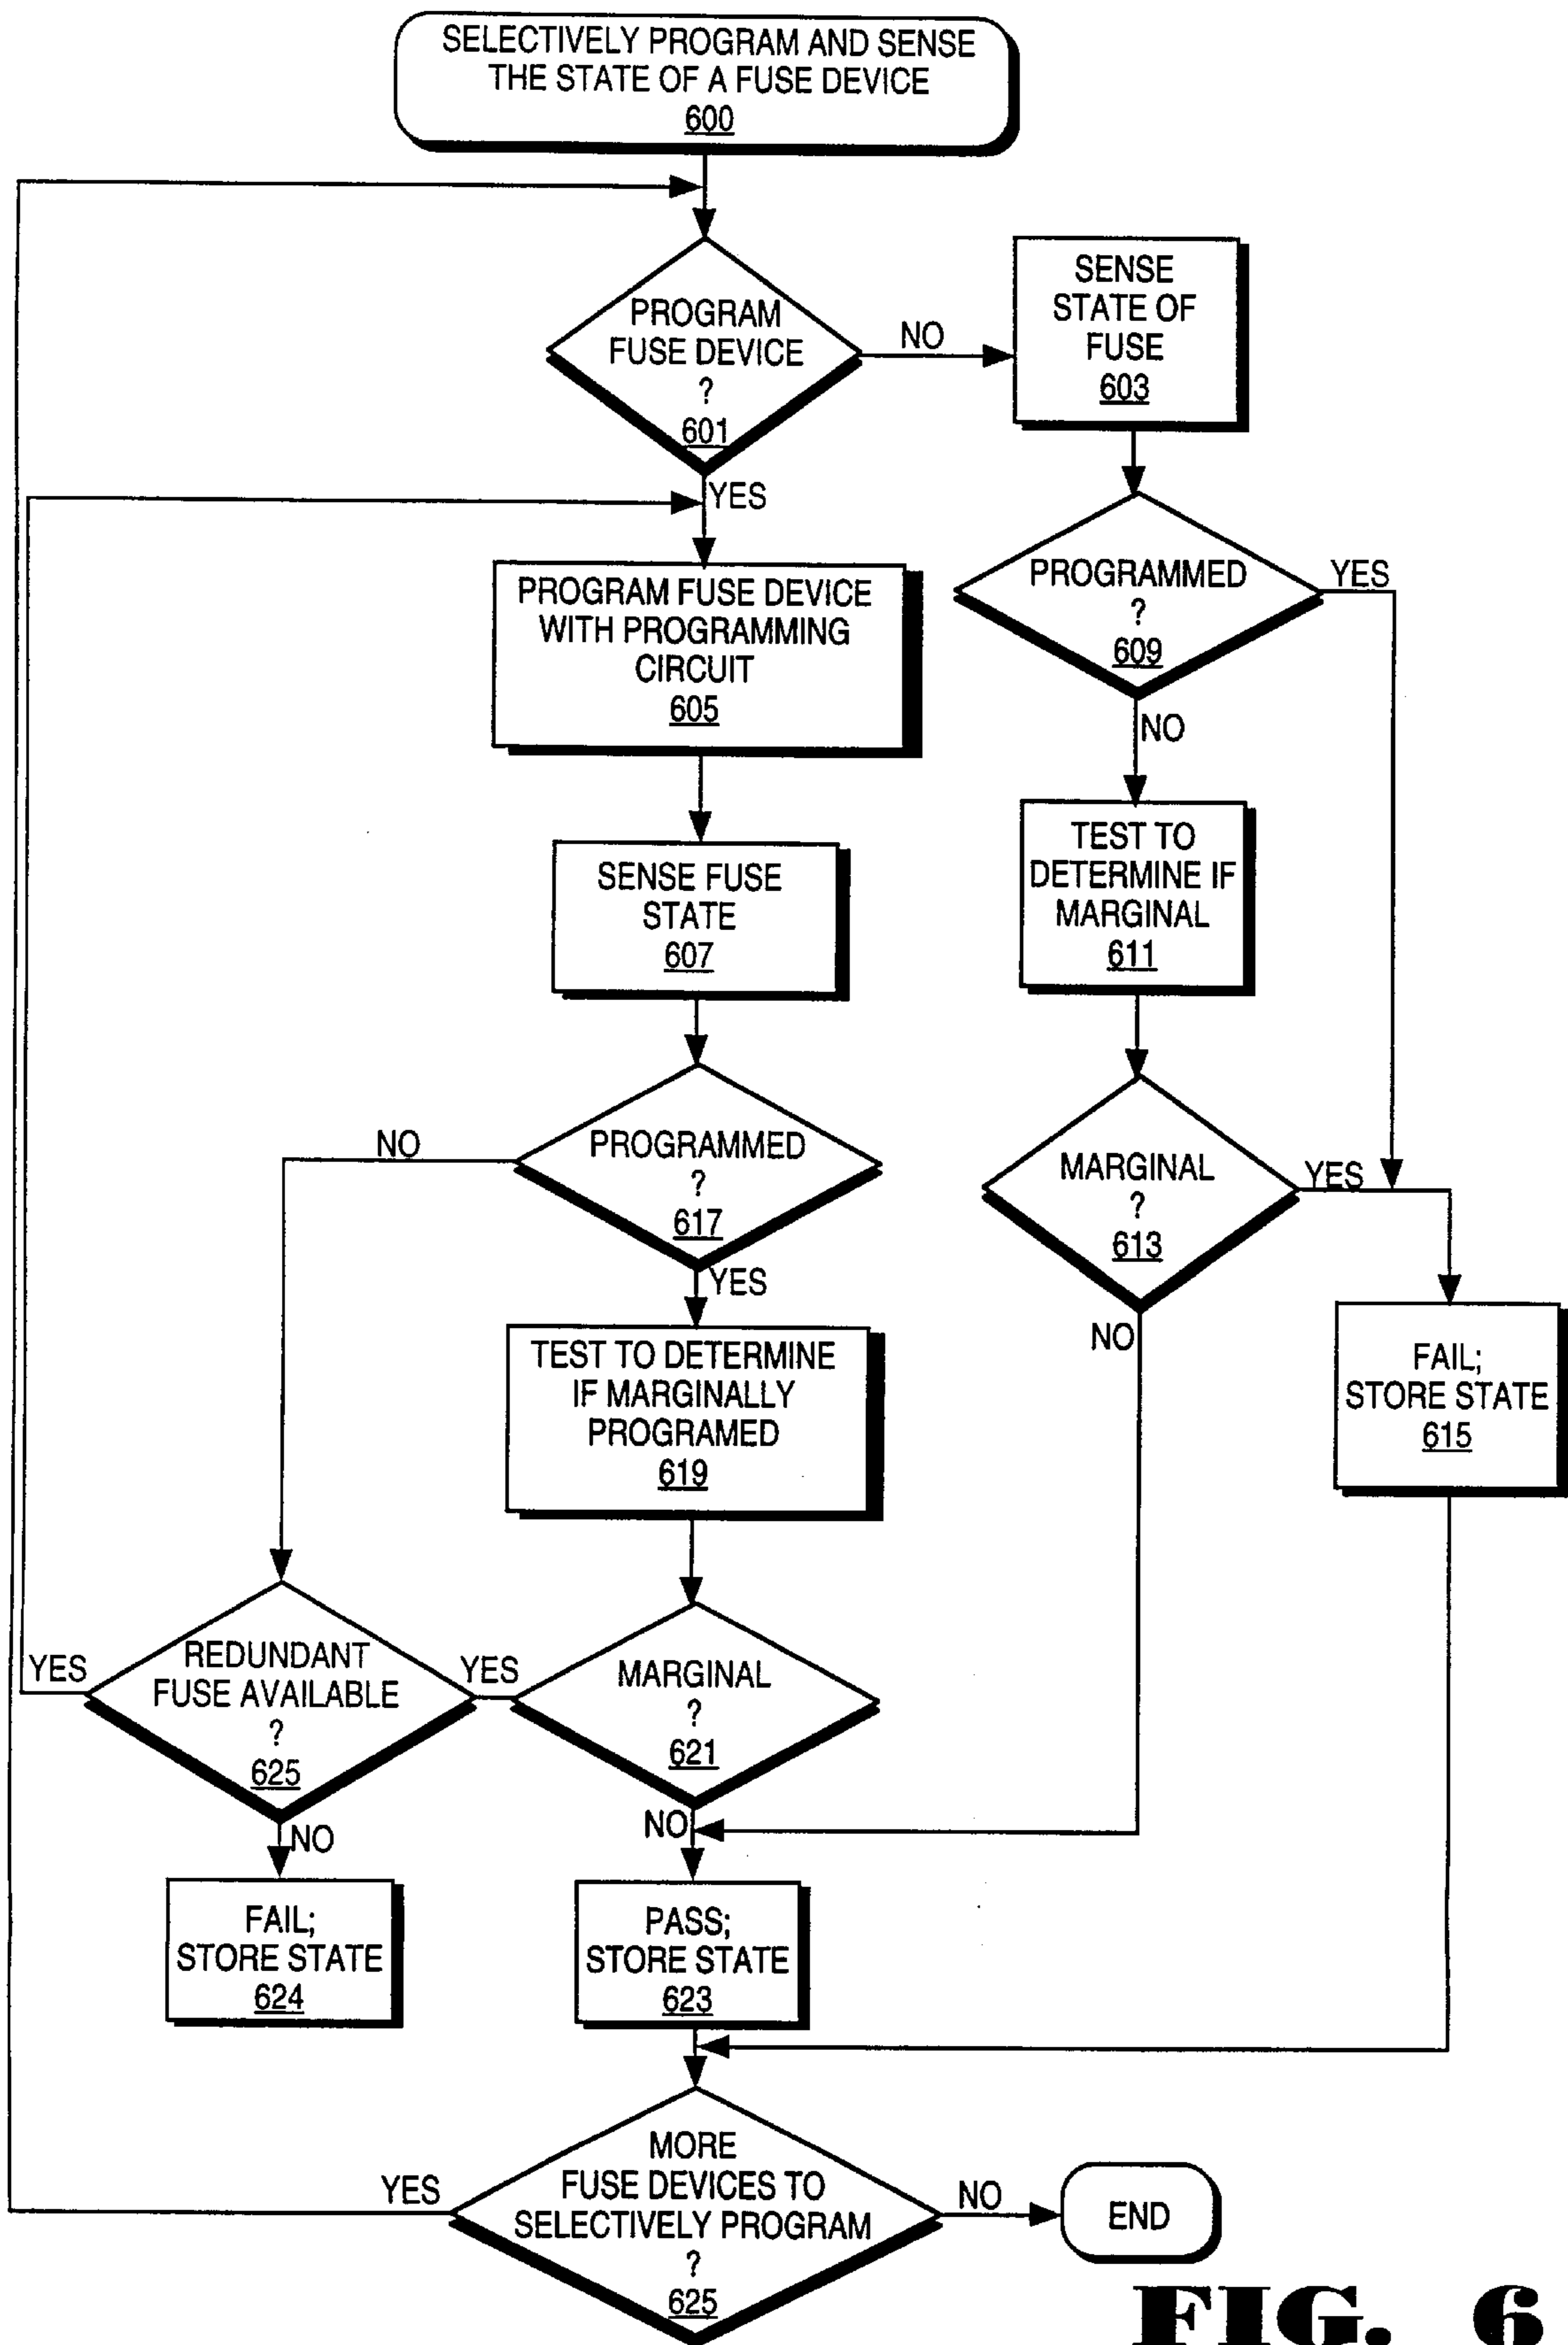 SELECTIVELY PROGRAM AND SENSE
THE STATE OF A FUSE DEVICE
600
PROGRAM
FUSE DEVICE
?
601
NO
SENSE
STATE OF
FUSE
603
YES
PROGRAM FUSE DEVICE
WITH PROGRAMMING
CIRCUIT
605
PROGRAMMED
?
609
YES
NO
SENSE FUSE
STATE
607
TEST TO
DETERMINE IF
MARGINAL
611
PROGRAMMED
?
617
NO
YES
MARGINAL
?
613
YES
NO
TEST TO DETERMINE
IF MARGINALLY
PROGRAMED
619
FAIL;
STORE STATE
615
REDUNDANT
FUSE AVAILABLE
?
625
YES
NO
MARGINAL
?
621
YES
NO
FAIL;
STORE STATE
624
PASS;
STORE STATE
623
MORE
FUSE DEVICES TO
SELECTIVELY PROGRAM
?
625
YES
NO
END
FIG. 6